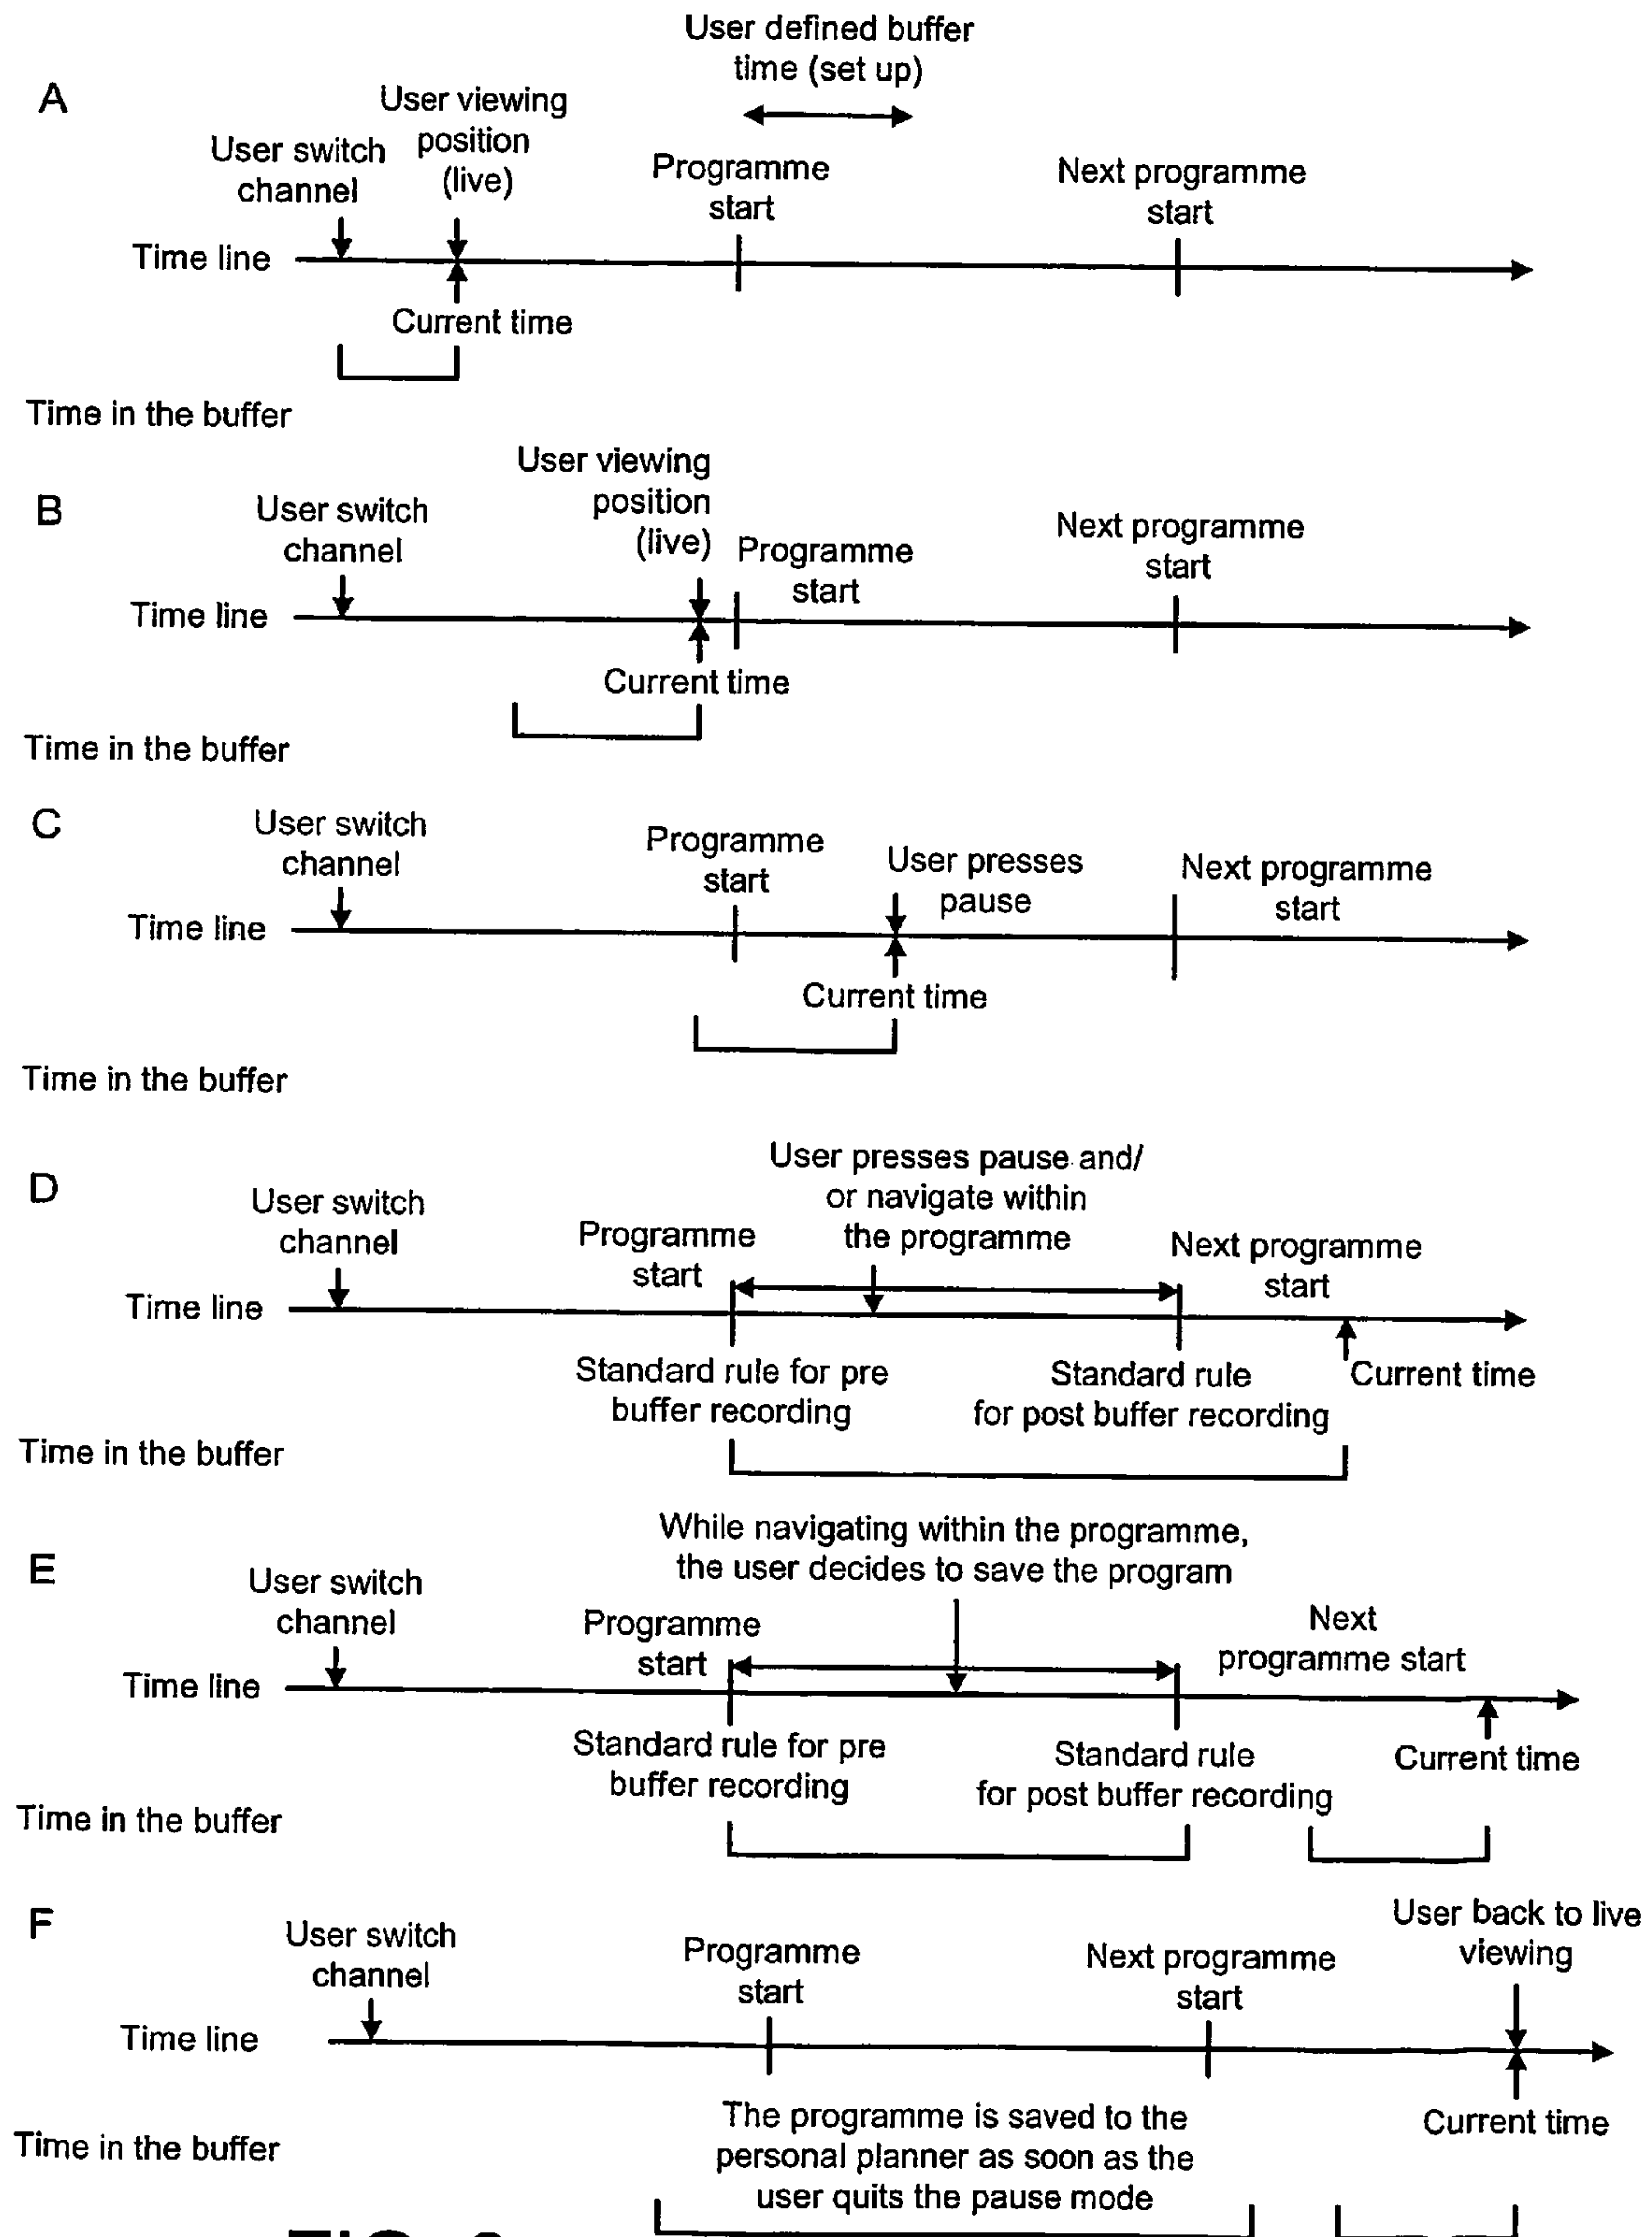 User defined buffer
time (set up)
A
User viewing
position
(live)
User switch
channel
Programme
start
Next programme
start
Time line
Current time
Time in the buffer
B
User viewing
position
(live)
User switch
channel
Programme
start
Next programme
start
Time line
Current time
Time in the buffer
C
User switch
channel
Programme
start
User presses
pause
Next programme
start
Time line
Current time
Time in the buffer
D
User presses pause and/
or navigate within
the programme
User switch
channel
Programme
start
Next programme
start
Time line
Standard rule for pre
buffer recording
Standard rule
for post buffer recording
Current time
Time in the buffer
While navigating within the programme,
the user decides to save the program
E
User switch
channel
Programme
start
Next
programme start
Time line
Standard rule for pre
buffer recording
Standard rule
for post buffer recording
Current time
Time in the buffer
F
User switch
channel
Programme
start
Next programme
start
User back to live
viewing
Time line
Current time
Time in the buffer
The programme is saved to the
personal planner as soon as the
user quits the pause mode